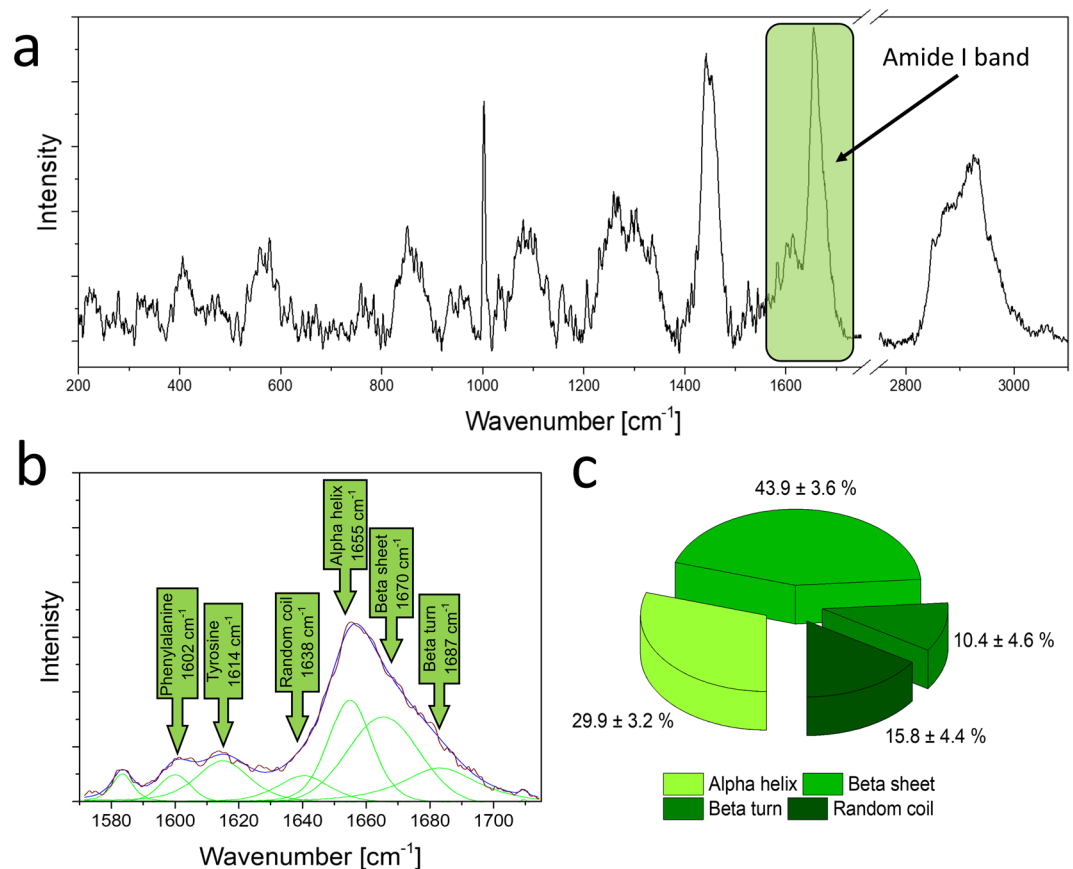 a
Amide I band
Intensity
200 400 600 800 1000 1200 1400 1600 2800 3000
Wavenumber [cm⁻¹]
b
Phenylalanine
1602 cm⁻¹
Tyrosine
1614 cm⁻¹
Random coil
1638 cm⁻¹
Alpha helix
1655 cm⁻¹
Beta sheet
1670 cm⁻¹
Beta turn
1687 cm⁻¹
Intenisty
1580 1600 1620 1640 1660 1680 1700
Wavenumber [cm⁻¹]
c
43.9 ± 3.6 %
10.4 ± 4.6 %
29.9 ± 3.2 %
15.8 ± 4.4 %
Alpha helix Beta sheet
Beta turn Random coil